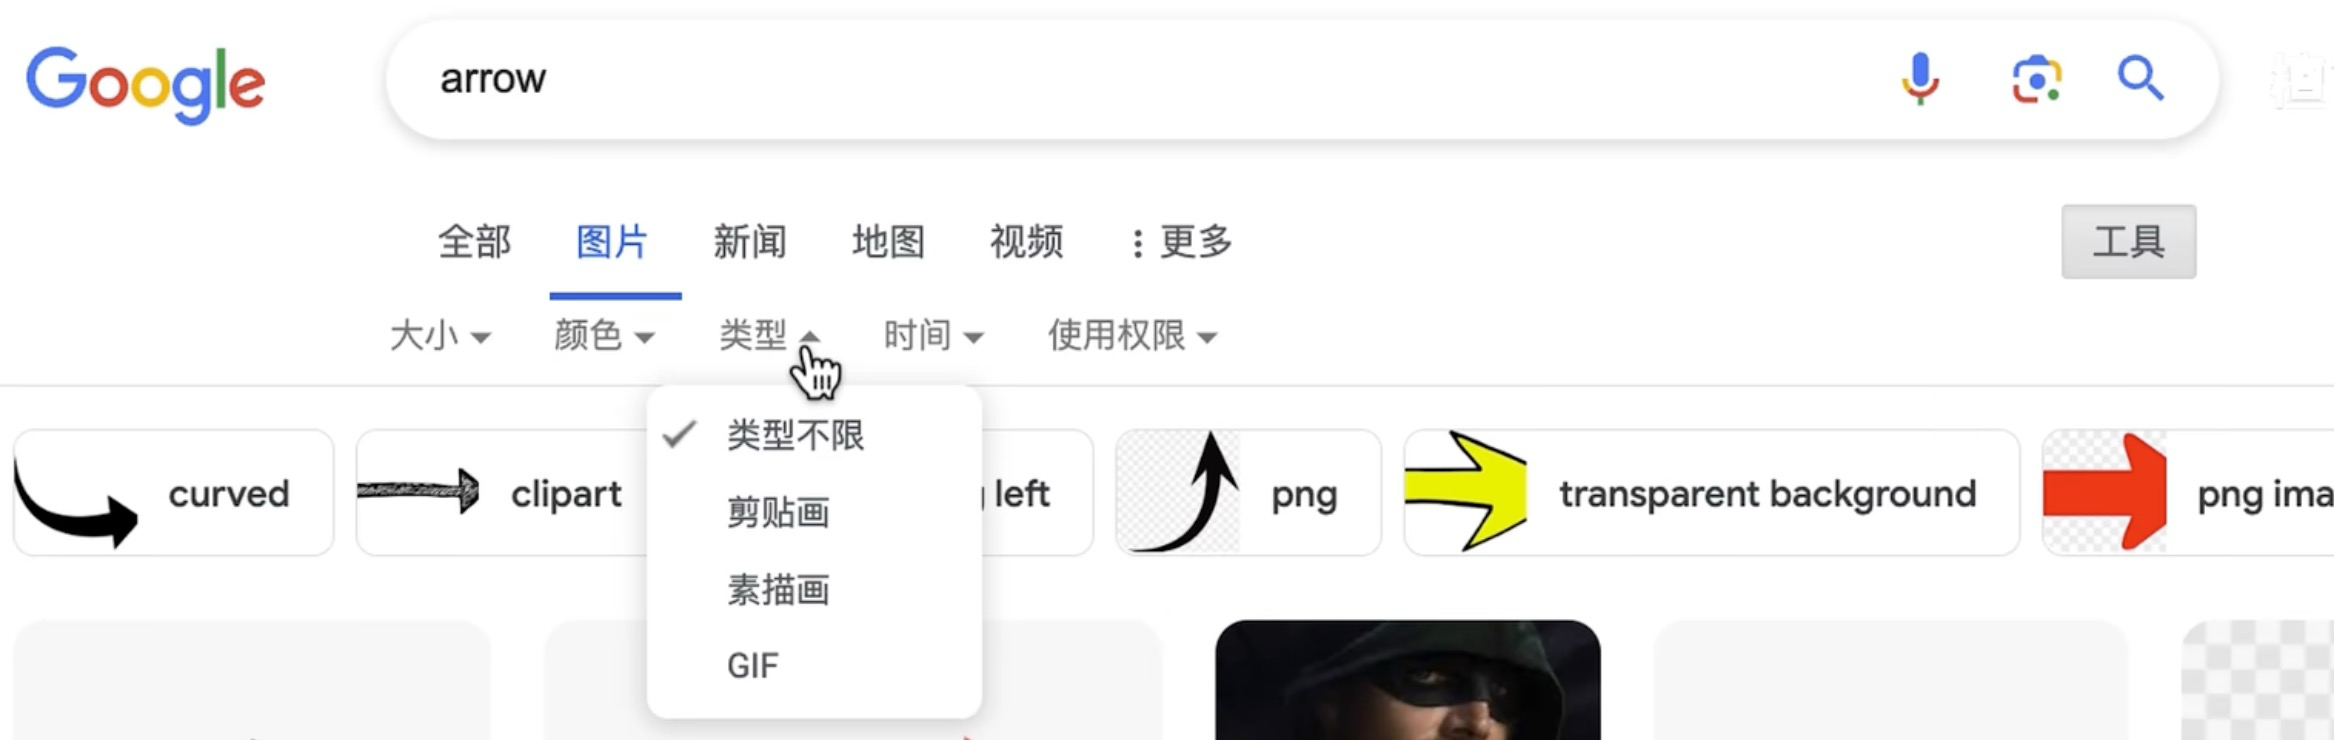 Google
arrow
全部 图片 新闻 地图 视频 更多 工具
大小 颜色 类型 时间 使用权限
类型不限
剪贴画
素描画
GIF
curved clipart left png transparent background png ima